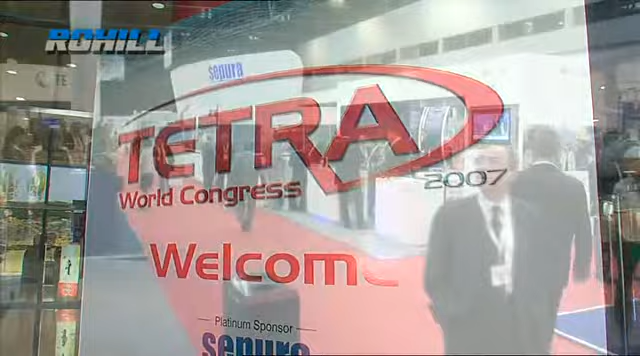 ROHILL
sepura
TETRA
World Congress
2007
Welcome
Platinum Sponsor
sepura